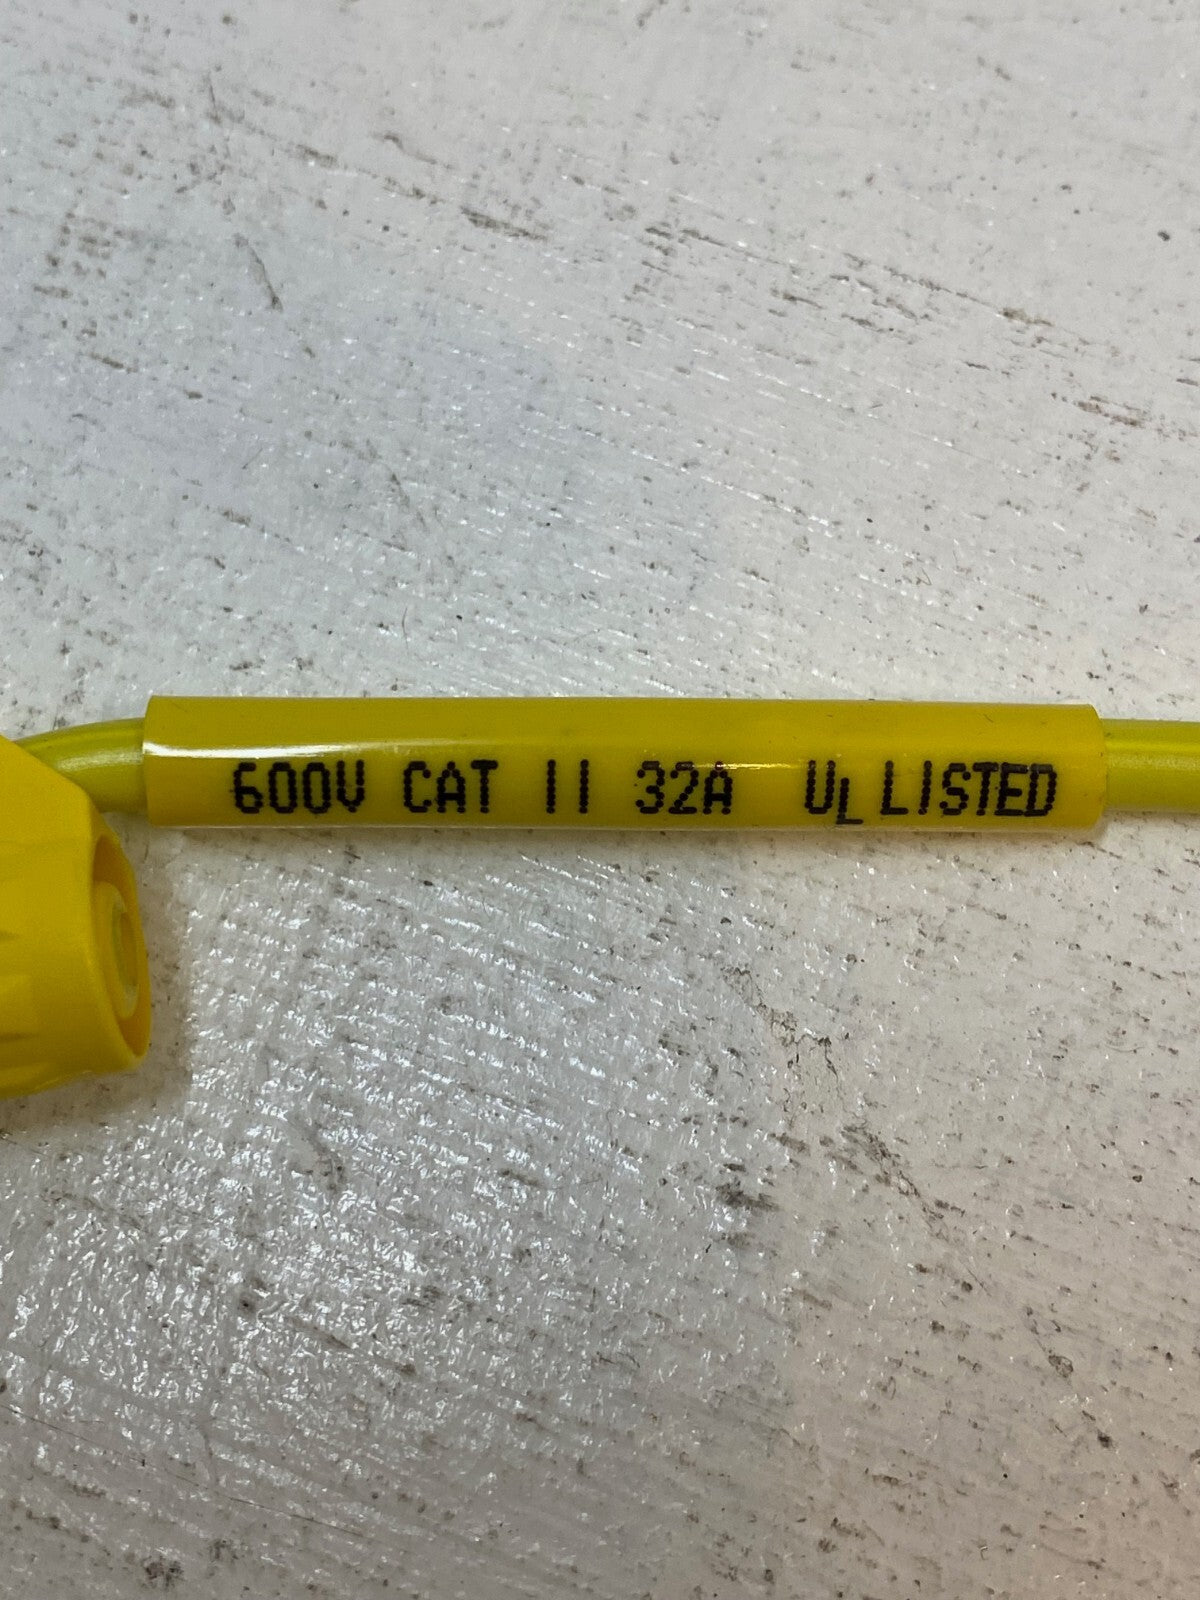 600V CAT II 32A UL LISTED